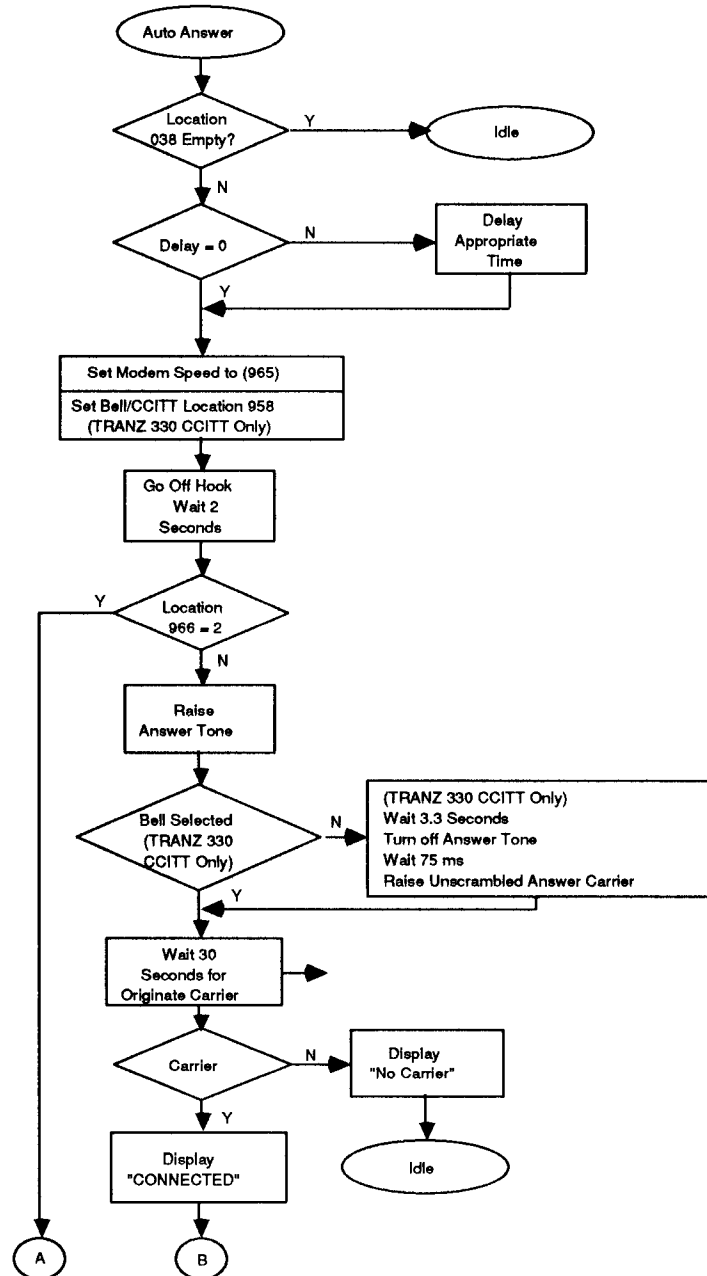 Auto Answer
Location
038 Empty?
Y
Idle
N
Delay = 0
N
Delay
Appropriate
Time
Y
Set Modem Speed to (965)
Set Bell/CCITT Location 958
(TRANZ 330 CCITT Only)
Go Off Hook
Wait 2
Seconds
Y
Location
966 = 2
N
Raise
Answer Tone
Bell Selected
(TRANZ 330
CCITT Only)
N
(TRANZ 330 CCITT Only)
Wait 3.3 Seconds
Turn off Answer Tone
Wait 75 ms
Raise Unscrambled Answer Carrier
Y
Wait 30
Seconds for
Originate Carrier
Carrier
N
Display
"No Carrier"
Y
Display
"CONNECTED"
Idle
A
B